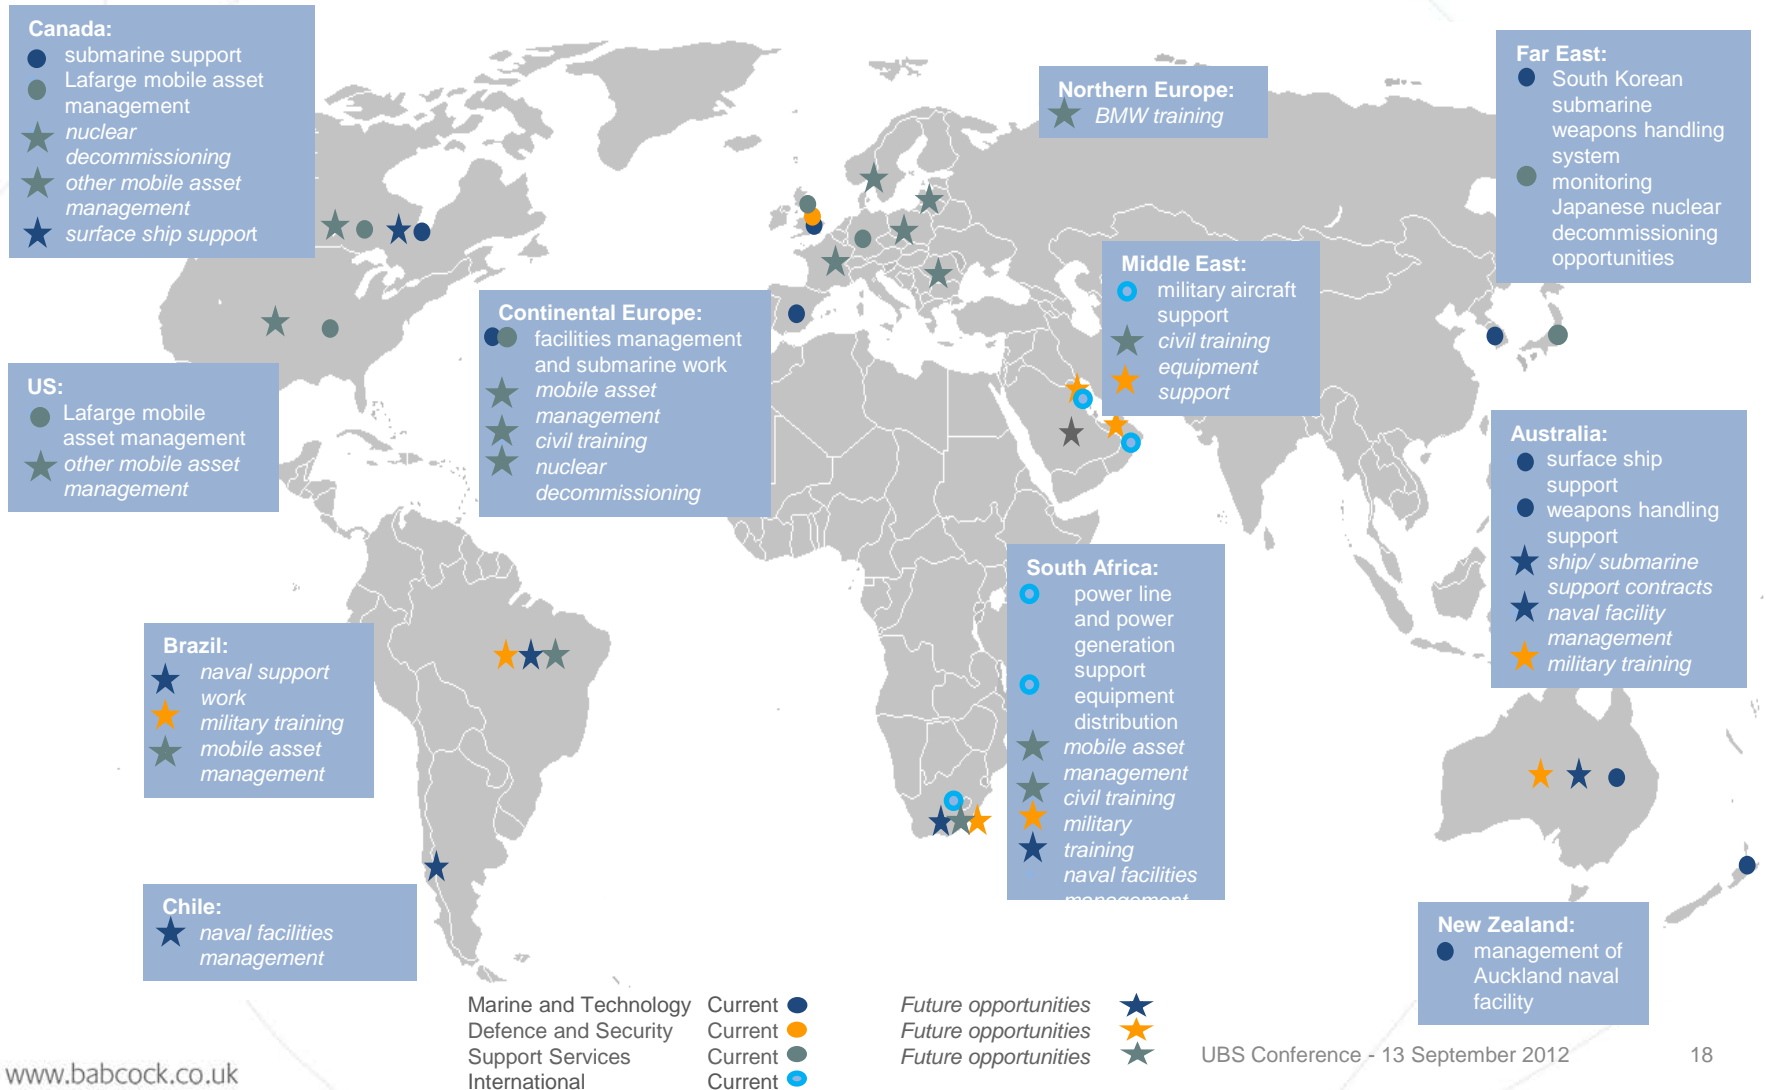 Canada:
submarine support
Lafarge mobile asset
management
nuclear
decommissioning
other mobile asset
management
surface ship support
US:
Lafarge mobile
asset management
other mobile asset
management
Continental Europe:
facilities management
and submarine work
mobile asset
management
civil training
nuclear
decommissioning
Northern Europe:
BMW training
Middle East:
military aircraft
support
civil training
equipment
support
Far East:
South Korean
submarine
weapons handling
system
monitoring
Japanese nuclear
decommissioning
opportunities
Australia:
surface ship
support
weapons handling
support
ship/ submarine
support contracts
naval facility
management
military training
South Africa:
power line
and power
generation
support
equipment
distribution
mobile asset
management
civil training
military
training
naval facilities
management
Brazil:
naval support
work
military training
mobile asset
management
Chile:
naval facilities
management
New Zealand:
management of
Auckland naval
facility
Marine and Technology Current Future opportunities
Defence and Security Current Future opportunities
Support Services Current Future opportunities
International Current
UBS Conference - 13 September 2012 18
www.babcock.co.uk